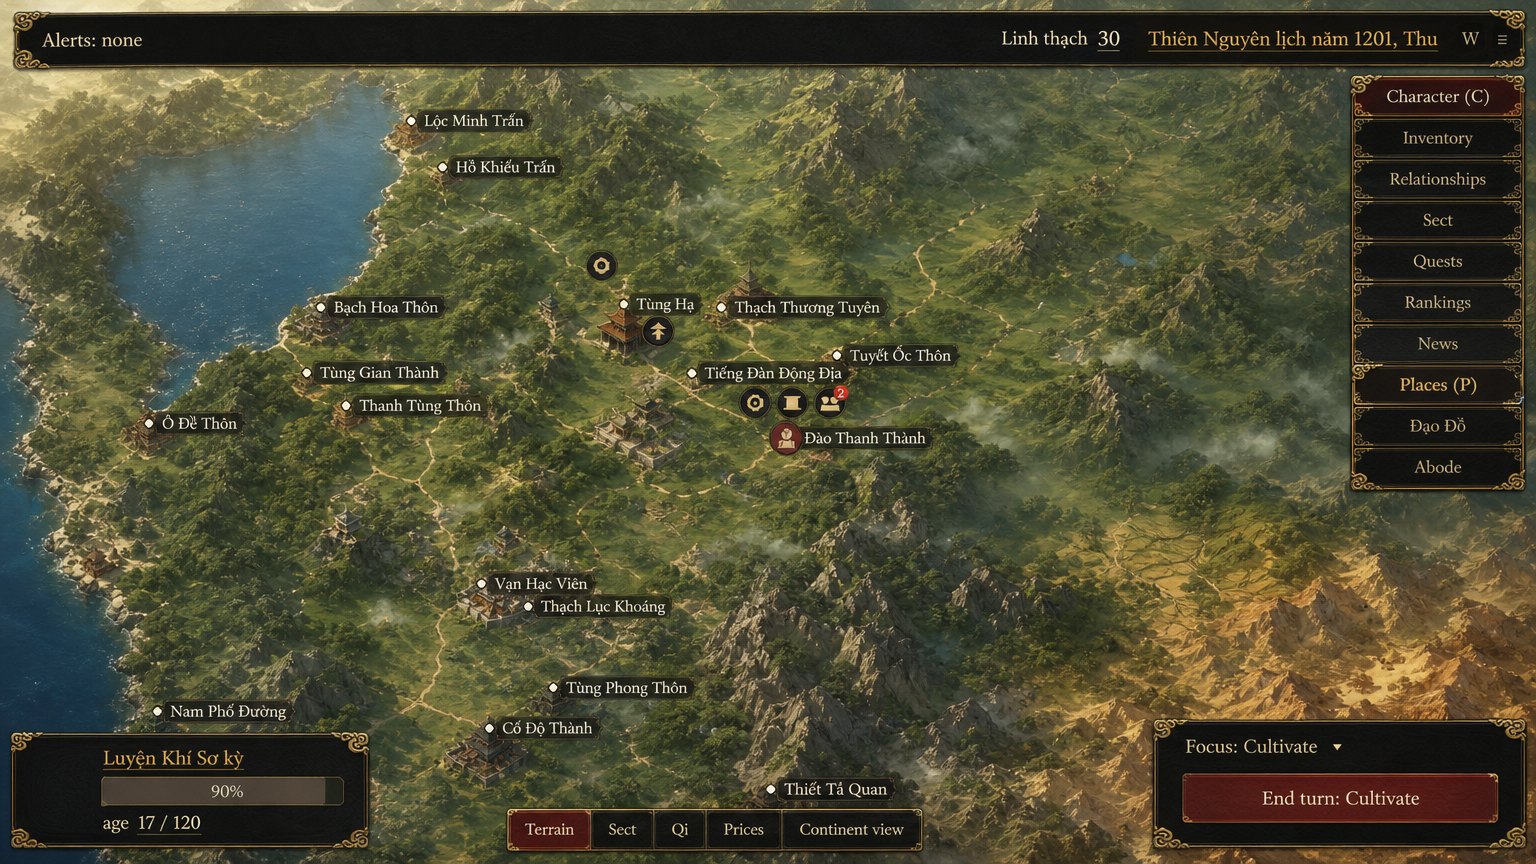 Alerts: none
Linh thạch 30
Thiên Nguyên lịch năm 1201, Thu
W
Character (C)
Inventory
Relationships
Sect
Quests
Rankings
News
Places (P)
Đạo Đồ
Abode
Lộc Minh Trấn
Hồ Khiếu Trấn
Tùng Hạ
Bạch Hoa Thôn
Thạch Thương Tuyên
Tuyết Ốc Thôn
Tùng Gian Thành
Tiếng Đàn Động Địa
2
Thanh Tùng Thôn
Ô Đề Thôn
Đào Thanh Thành
Vạn Hạc Viên
Thạch Lục Khoáng
Tùng Phong Thôn
Nam Phố Đường
Cố Độ Thành
Thiết Tả Quan
Luyện Khí Sơ kỳ
90%
age 17 / 120
Terrain
Sect
Qi
Prices
Continent view
Focus: Cultivate
End turn: Cultivate